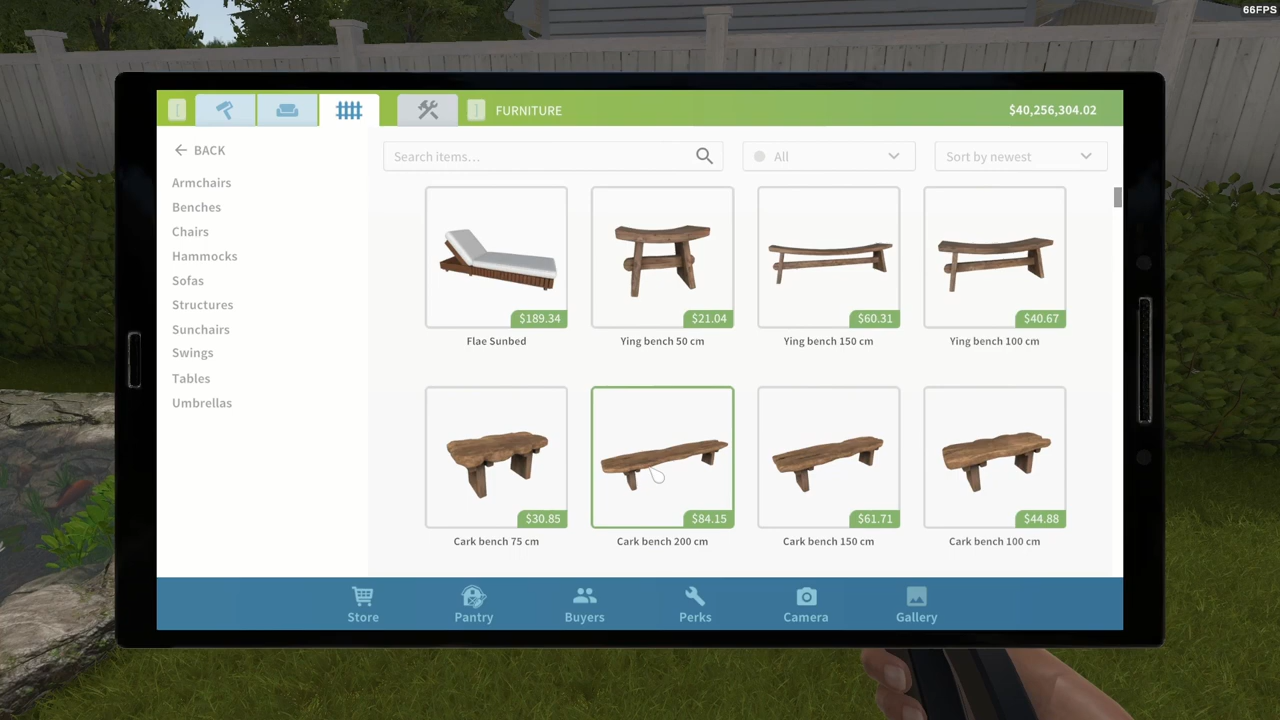 66FPS
[ ] FURNITURE $40,256,304.02
BACK
Search items...
All
Sort by newest
Armchairs
Benches
Chairs
Hammocks
Sofas
Structures
Sunchairs
Swings
Tables
Umbrellas
$189.34 $21.04 $60.31 $40.67
Flae Sunbed Ying bench 50 cm Ying bench 150 cm Ying bench 100 cm
$30.85 $84.15 $61.71 $44.88
Cark bench 75 cm Cark bench 200 cm Cark bench 150 cm Cark bench 100 cm
Store Pantry Buyers Perks Camera Gallery